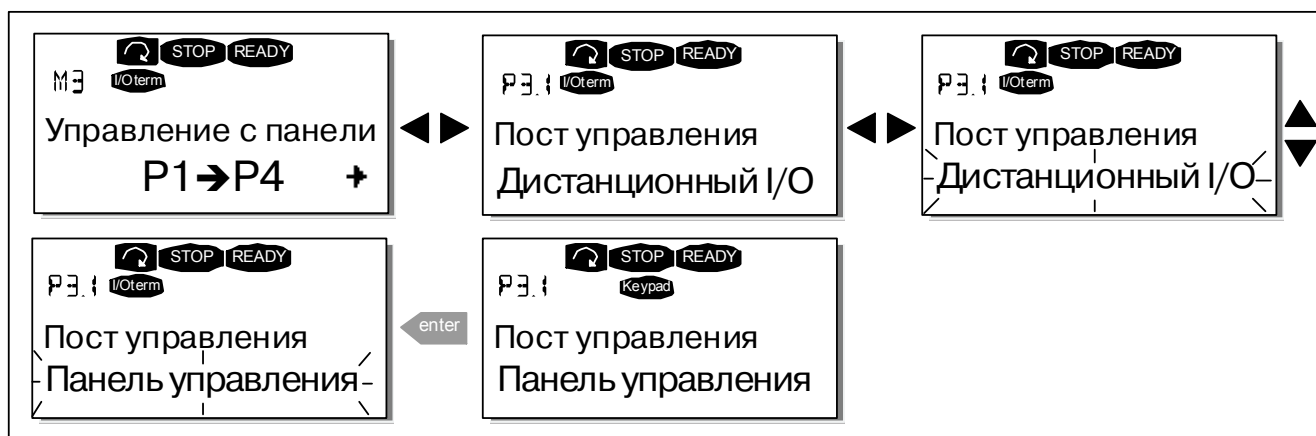 STOP READY
M3 I/Oterm
Управление с панели
P1➔P4
STOP READY
P3.1 I/Oterm
Пост управления
Дистанционный I/O
STOP READY
P3.1 I/Oterm
Пост управления
Дистанционный I/O
STOP READY
P3.1 I/Oterm
Пост управления
Панель управления
enter
STOP READY
P3.1 Keypad
Пост управления
Панель управления